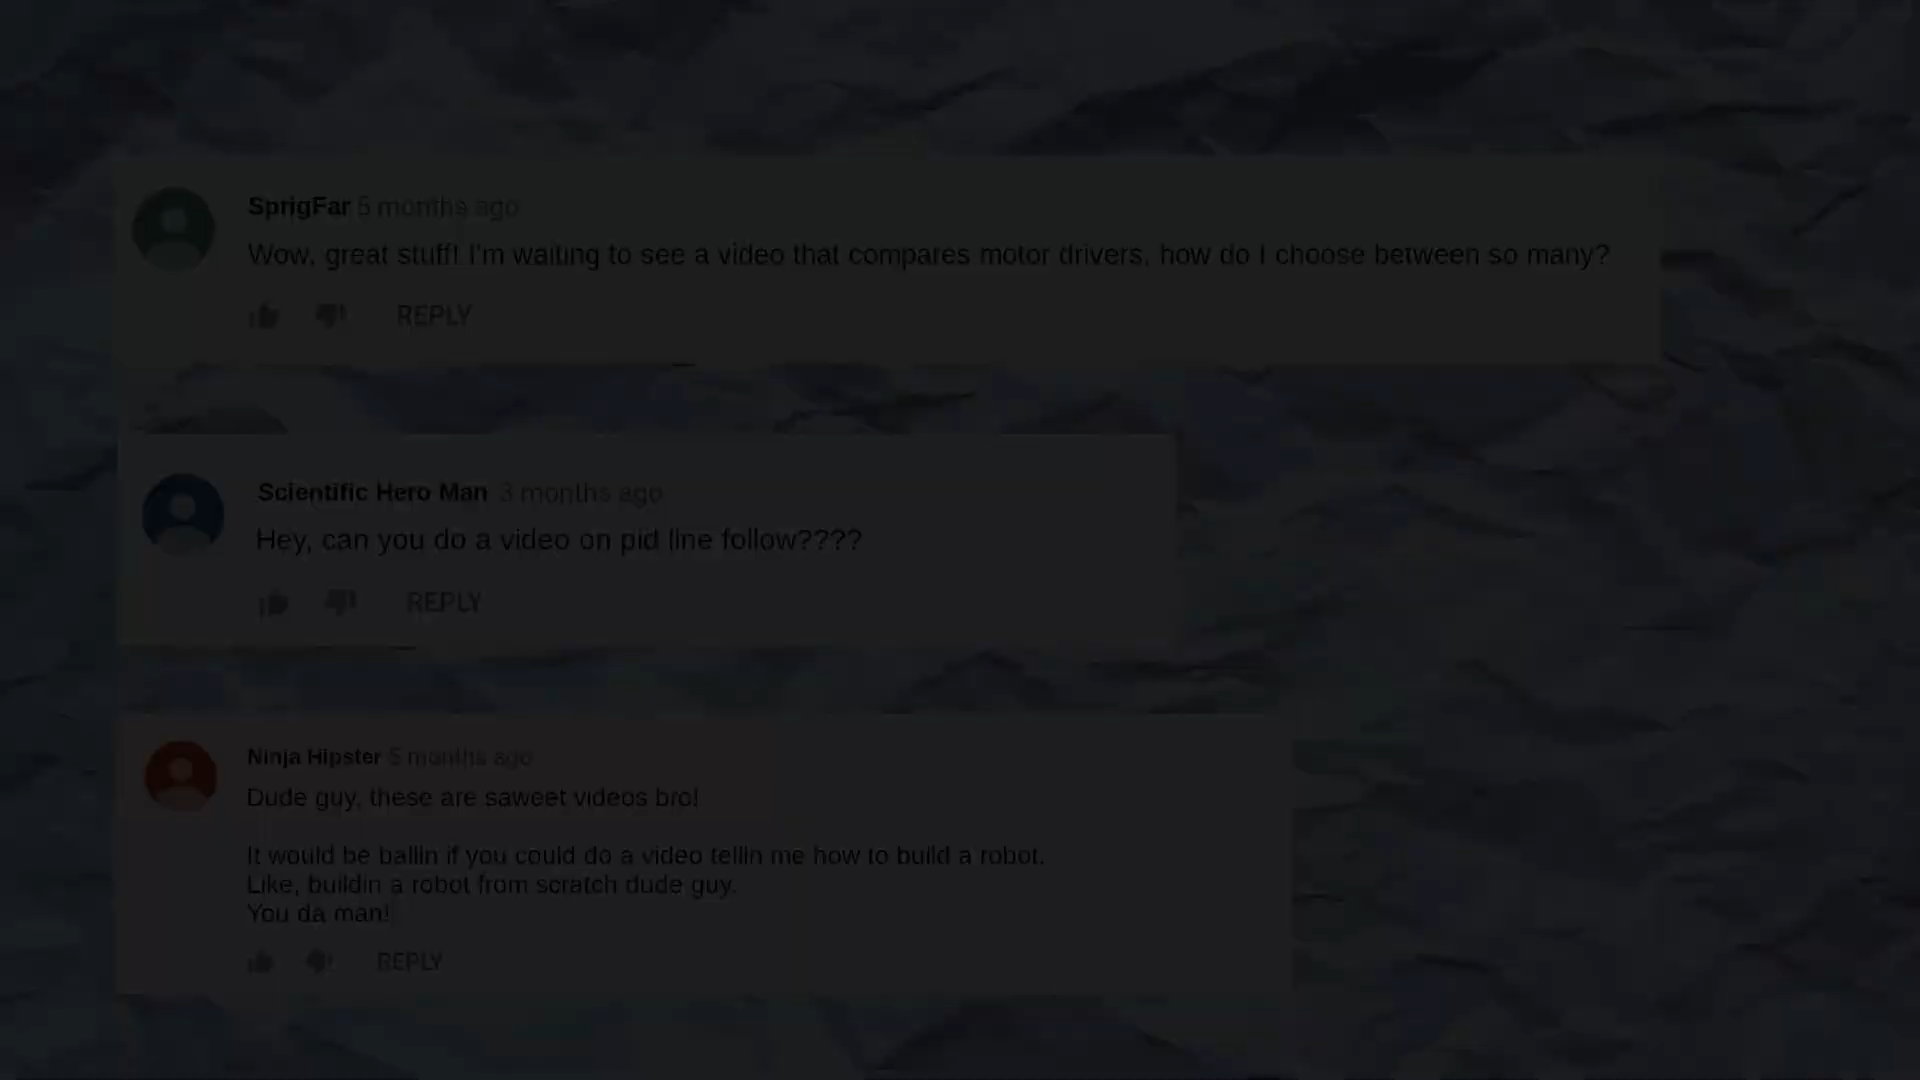 SprigFar 5 months ago
Wow, great stuff! I'm waiting to see a video that compares motor drivers, how do I choose between so many?
REPLY
Scientific Hero Man 3 months ago
Hey, can you do a video on pid line follow????
REPLY
Ninja Hipster 5 months ago
Dude guy, these are saweet videos bro!
It would be ballin if you could do a video tellin me how to build a robot.
Like, buildin a robot from scratch dude guy.
You da man!
REPLY